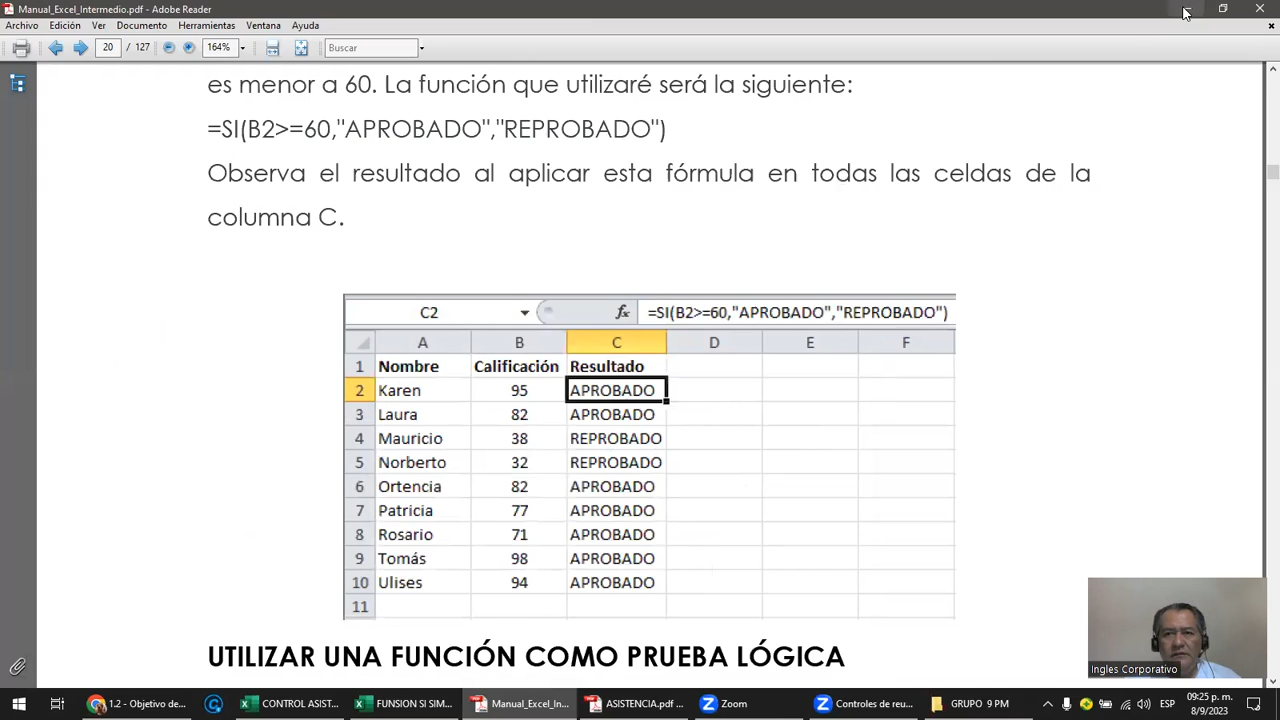 Manual_Excel_Intermedio.pdf - Adobe Reader
Archivo Edición Ver Documento Herramientas Ventana Ayuda
20 / 127 164% Buscar
es menor a 60. La función que utilizaré será la siguiente:
=SI(B2>=60,"APROBADO","REPROBADO")
Observa el resultado al aplicar esta fórmula en todas las celdas de la
columna C.
C2 fx =SI(B2>=60,"APROBADO","REPROBADO")
A B C D E F
1 Nombre Calificación Resultado
2 Karen 95 APROBADO
3 Laura 82 APROBADO
4 Mauricio 38 REPROBADO
5 Norberto 32 REPROBADO
6 Ortencia 82 APROBADO
7 Patricia 77 APROBADO
8 Rosario 71 APROBADO
9 Tomás 98 APROBADO
10 Ulises 94 APROBADO
11
UTILIZAR UNA FUNCIÓN COMO PRUEBA LÓGICA
Ingles Corporativo
1.2 - Objetivo de... CONTROL ASIST... FUNSION SI SIM... Manual_Excel_In... ASISTENCIA.pdf ... Zoom Controles de reu... GRUPO 9 PM ESP 09:25 p. m.
8/9/2023